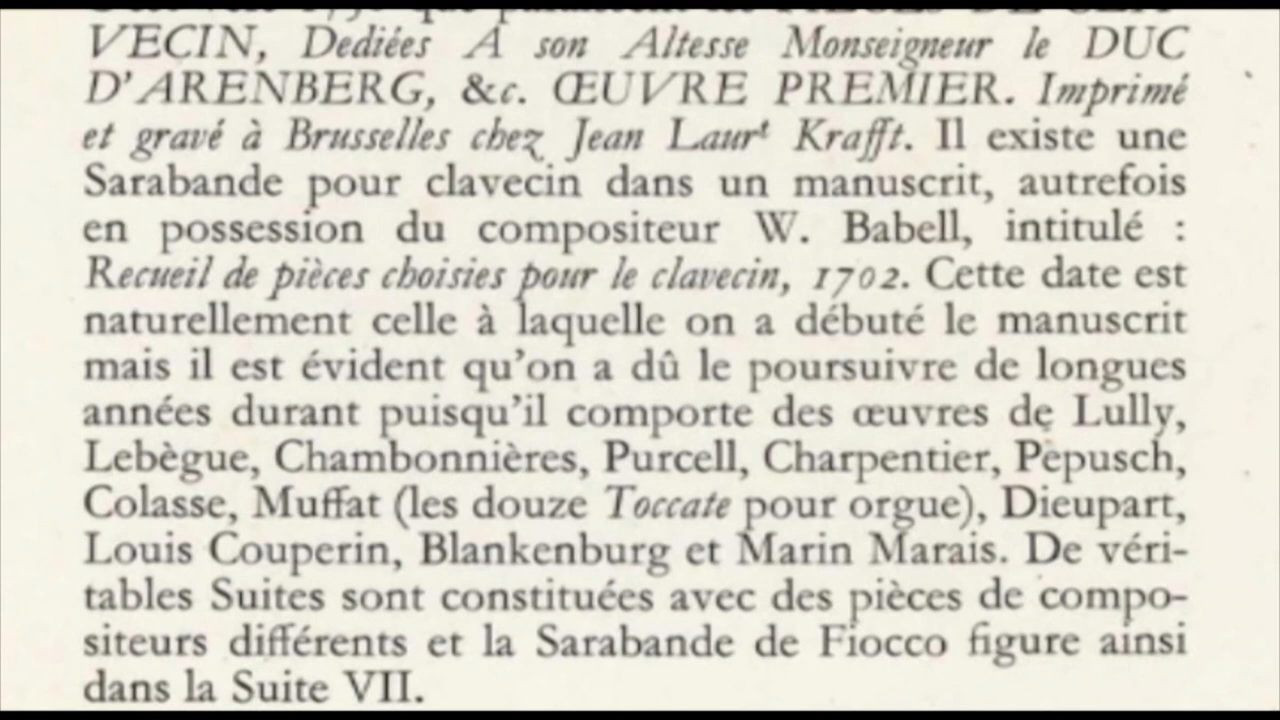 VECIN, Dediées A son Altesse Monseigneur le DUC
D'ARENBERG, &c. ŒUVRE PREMIER. Imprimé
et gravé à Brusselles chez Jean Laurᵗ Krafft. Il existe une
Sarabande pour clavecin dans un manuscrit, autrefois
en possession du compositeur W. Babell, intitulé :
Recueil de pièces choisies pour le clavecin, 1702. Cette date est
naturellement celle à laquelle on a débuté le manuscrit
mais il est évident qu'on a dû le poursuivre de longues
années durant puisqu'il comporte des œuvres de Lully,
Lebègue, Chambonnières, Purcell, Charpentier, Pepusch,
Colasse, Muffat (les douze Toccate pour orgue), Dieupart,
Louis Couperin, Blankenburg et Marin Marais. De véri-
tables Suites sont constituées avec des pièces de compo-
siteurs différents et la Sarabande de Fiocco figure ainsi
dans la Suite VII.